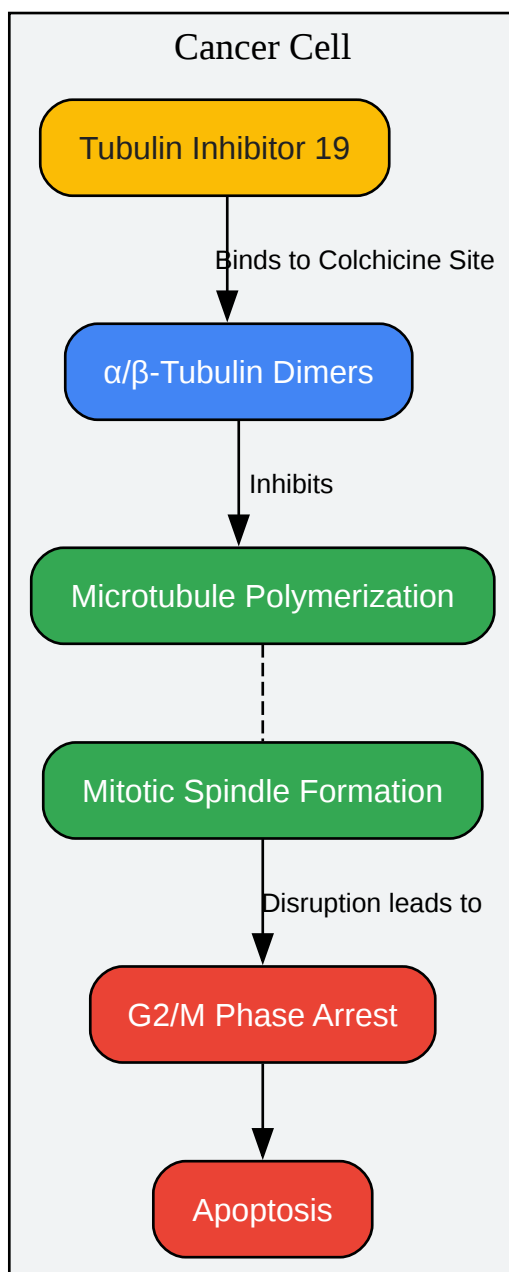 Cancer Cell
Tubulin Inhibitor 19
Binds to Colchicine Site
α/β-Tubulin Dimers
Inhibits
Microtubule Polymerization
Mitotic Spindle Formation
Disruption leads to
G2/M Phase Arrest
Apoptosis